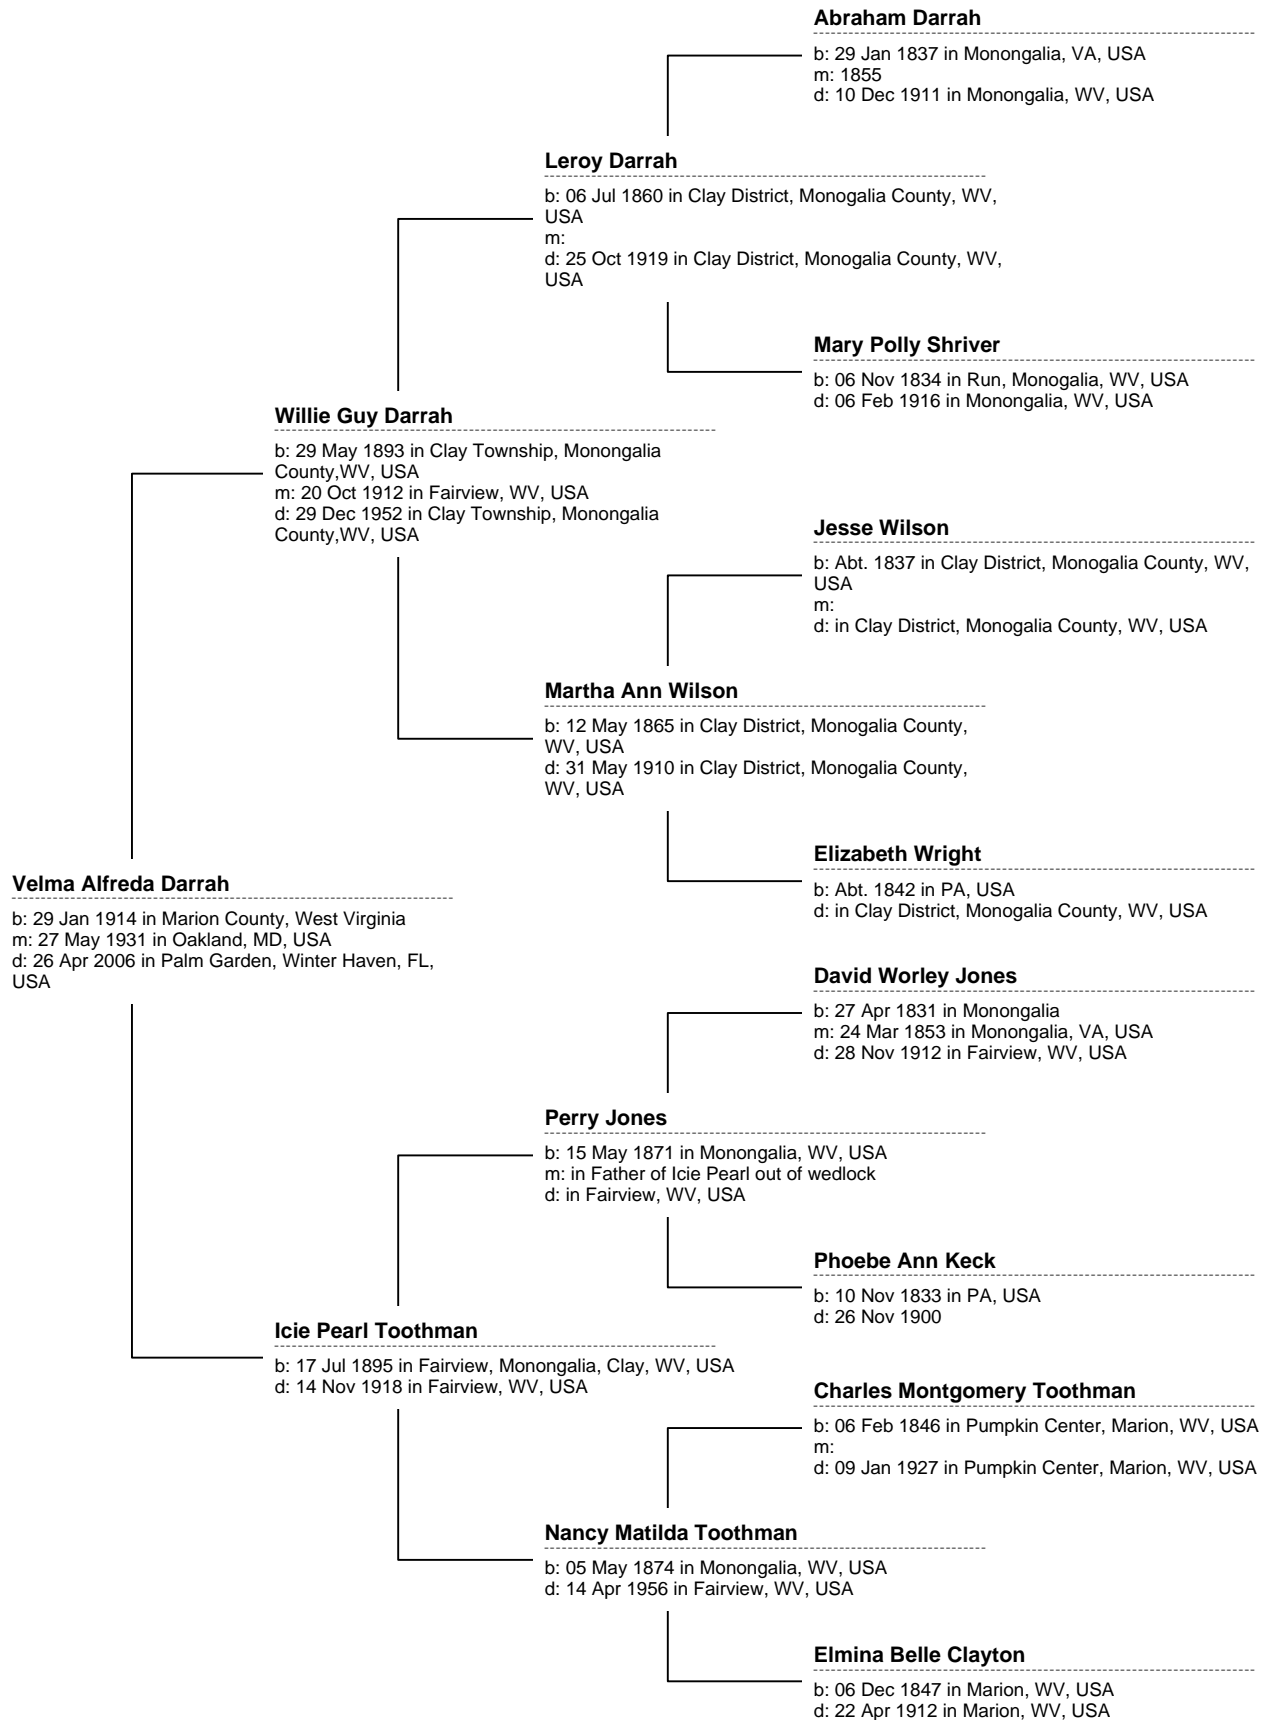 Abraham Darrah
b: 29 Jan 1837 in Monongalia, VA, USA
m: 1855
d: 10 Dec 1911 in Monongalia, WV, USA
Leroy Darrah
b: 06 Jul 1860 in Clay District, Monogalia County, WV,
USA
m:
d: 25 Oct 1919 in Clay District, Monogalia County, WV,
USA
Mary Polly Shriver
b: 06 Nov 1834 in Run, Monogalia, WV, USA
d: 06 Feb 1916 in Monongalia, WV, USA
Willie Guy Darrah
b: 29 May 1893 in Clay Township, Monongalia
County,WV, USA
m: 20 Oct 1912 in Fairview, WV, USA
d: 29 Dec 1952 in Clay Township, Monongalia
County,WV, USA
Jesse Wilson
b: Abt. 1837 in Clay District, Monogalia County, WV,
USA
m:
d: in Clay District, Monogalia County, WV, USA
Martha Ann Wilson
b: 12 May 1865 in Clay District, Monogalia County,
WV, USA
d: 31 May 1910 in Clay District, Monogalia County,
WV, USA
Elizabeth Wright
b: Abt. 1842 in PA, USA
d: in Clay District, Monogalia County, WV, USA
Velma Alfreda Darrah
b: 29 Jan 1914 in Marion County, West Virginia
m: 27 May 1931 in Oakland, MD, USA
d: 26 Apr 2006 in Palm Garden, Winter Haven, FL,
USA
David Worley Jones
b: 27 Apr 1831 in Monongalia
m: 24 Mar 1853 in Monongalia, VA, USA
d: 28 Nov 1912 in Fairview, WV, USA
Perry Jones
b: 15 May 1871 in Monongalia, WV, USA
m: in Father of Icie Pearl out of wedlock
d: in Fairview, WV, USA
Phoebe Ann Keck
b: 10 Nov 1833 in PA, USA
d: 26 Nov 1900
Icie Pearl Toothman
b: 17 Jul 1895 in Fairview, Monongalia, Clay, WV, USA
d: 14 Nov 1918 in Fairview, WV, USA
Charles Montgomery Toothman
b: 06 Feb 1846 in Pumpkin Center, Marion, WV, USA
m:
d: 09 Jan 1927 in Pumpkin Center, Marion, WV, USA
Nancy Matilda Toothman
b: 05 May 1874 in Monongalia, WV, USA
d: 14 Apr 1956 in Fairview, WV, USA
Elmina Belle Clayton
b: 06 Dec 1847 in Marion, WV, USA
d: 22 Apr 1912 in Marion, WV, USA